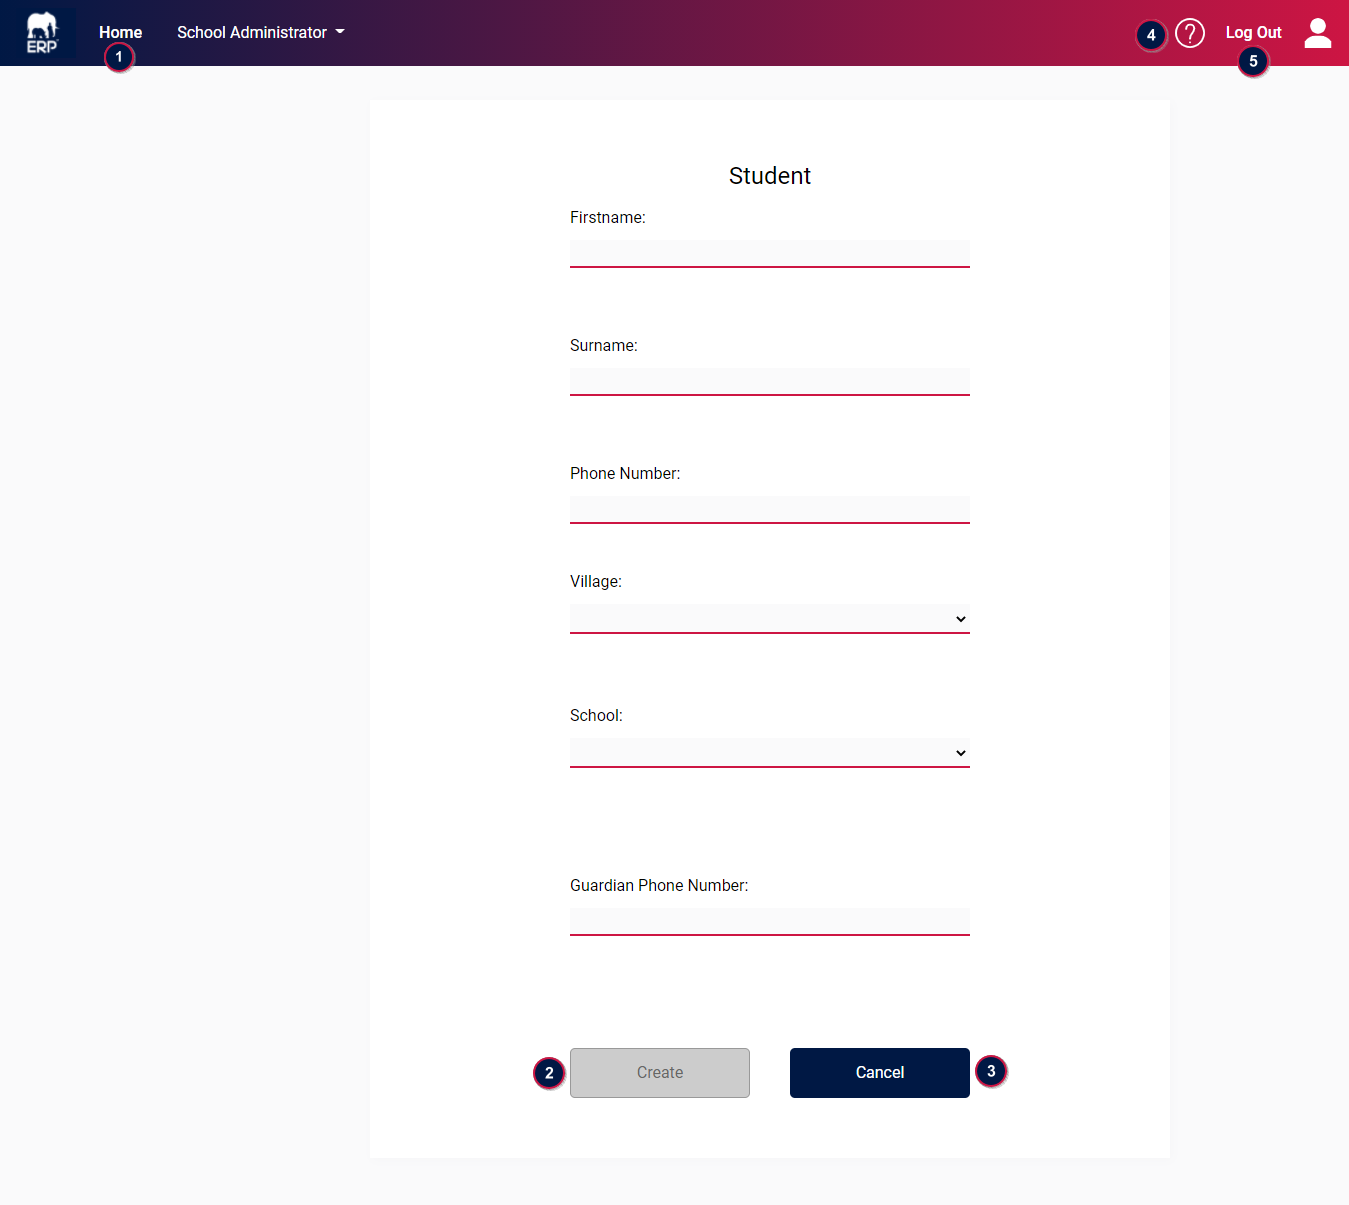 ERP
Home
School Administrator
Log Out
1
4
?
5
Student
Firstname:
Surname:
Phone Number:
Village:
School:
Guardian Phone Number:
2
Create
Cancel
3